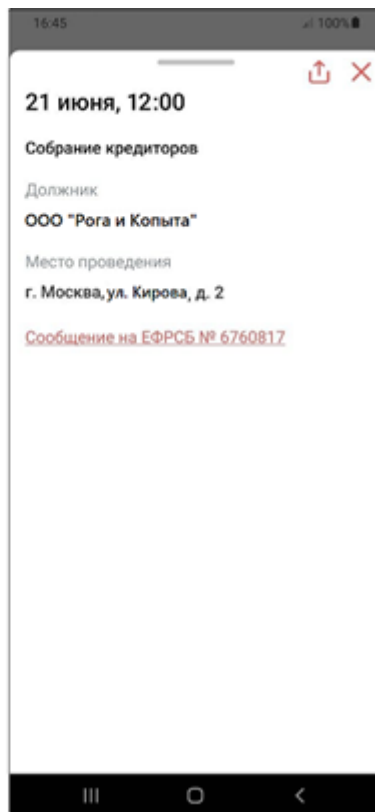 16:45
100%
21 июня, 12:00
Собрание кредиторов
Должник
ООО "Рога и Копыта"
Место проведения
г. Москва, ул. Кирова, д. 2
Сообщение на ЕФРСБ № 6760817